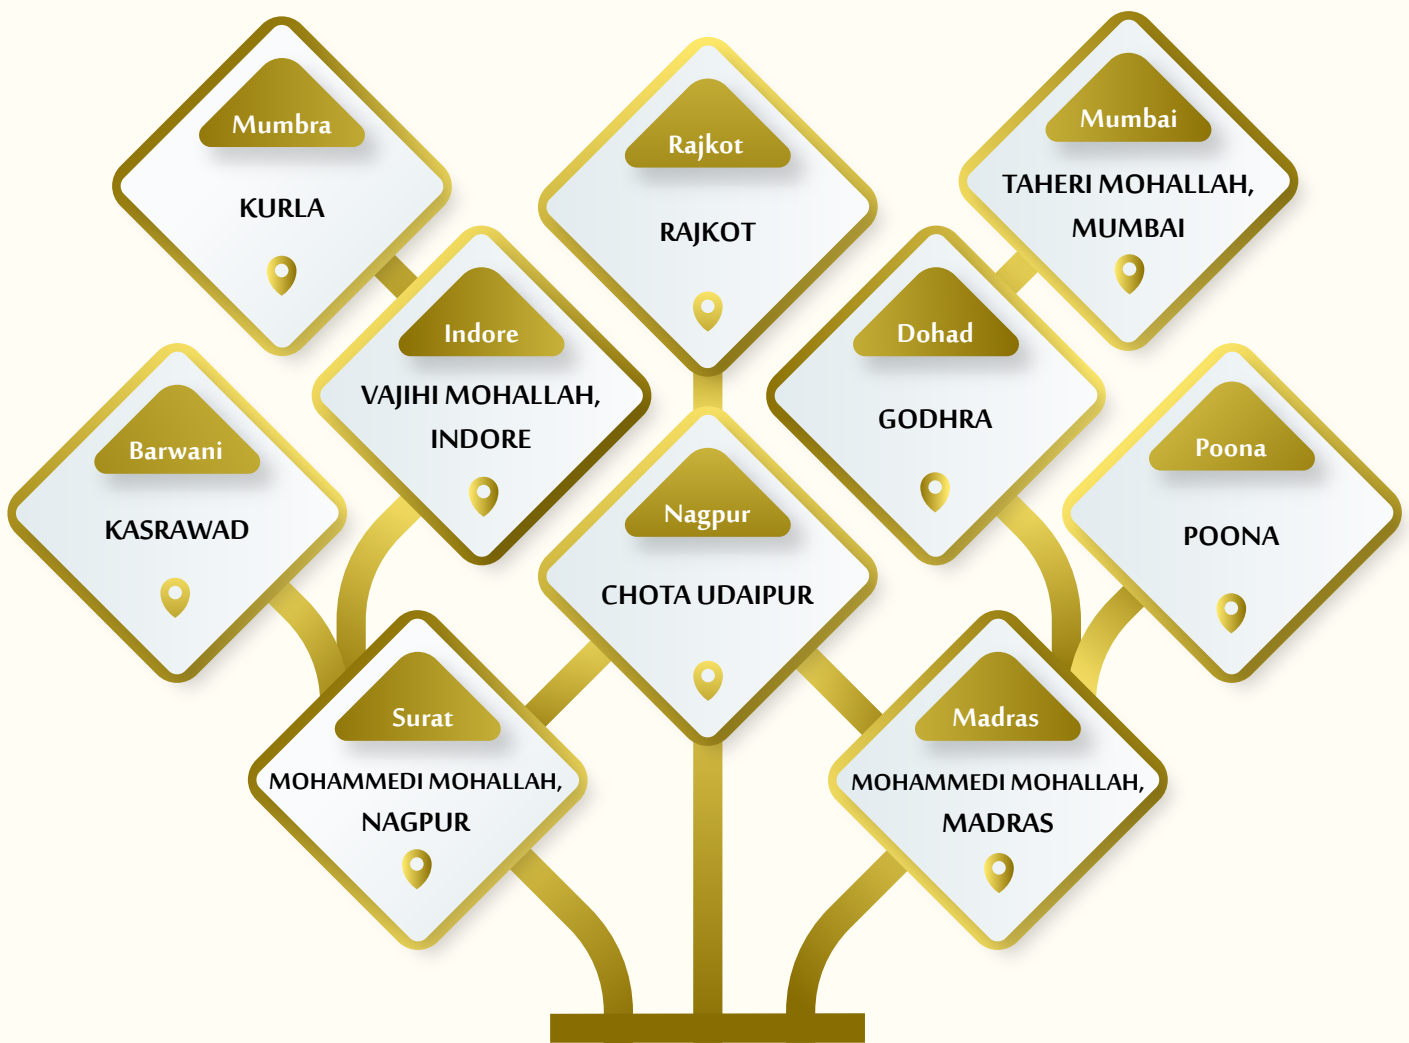 Mumbra
KURLA
Rajkot
RAJKOT
Mumbai
TAHERI MOHALLAH,
MUMBAI
Indore
VAJIHI MOHALLAH,
INDORE
Dohad
GODHRA
Barwani
KASRAWAD
Nagpur
CHOTA UDAIPUR
Poona
POONA
Surat
MOHAMMEDI MOHALLAH,
NAGPUR
Madras
MOHAMMEDI MOHALLAH,
MADRAS